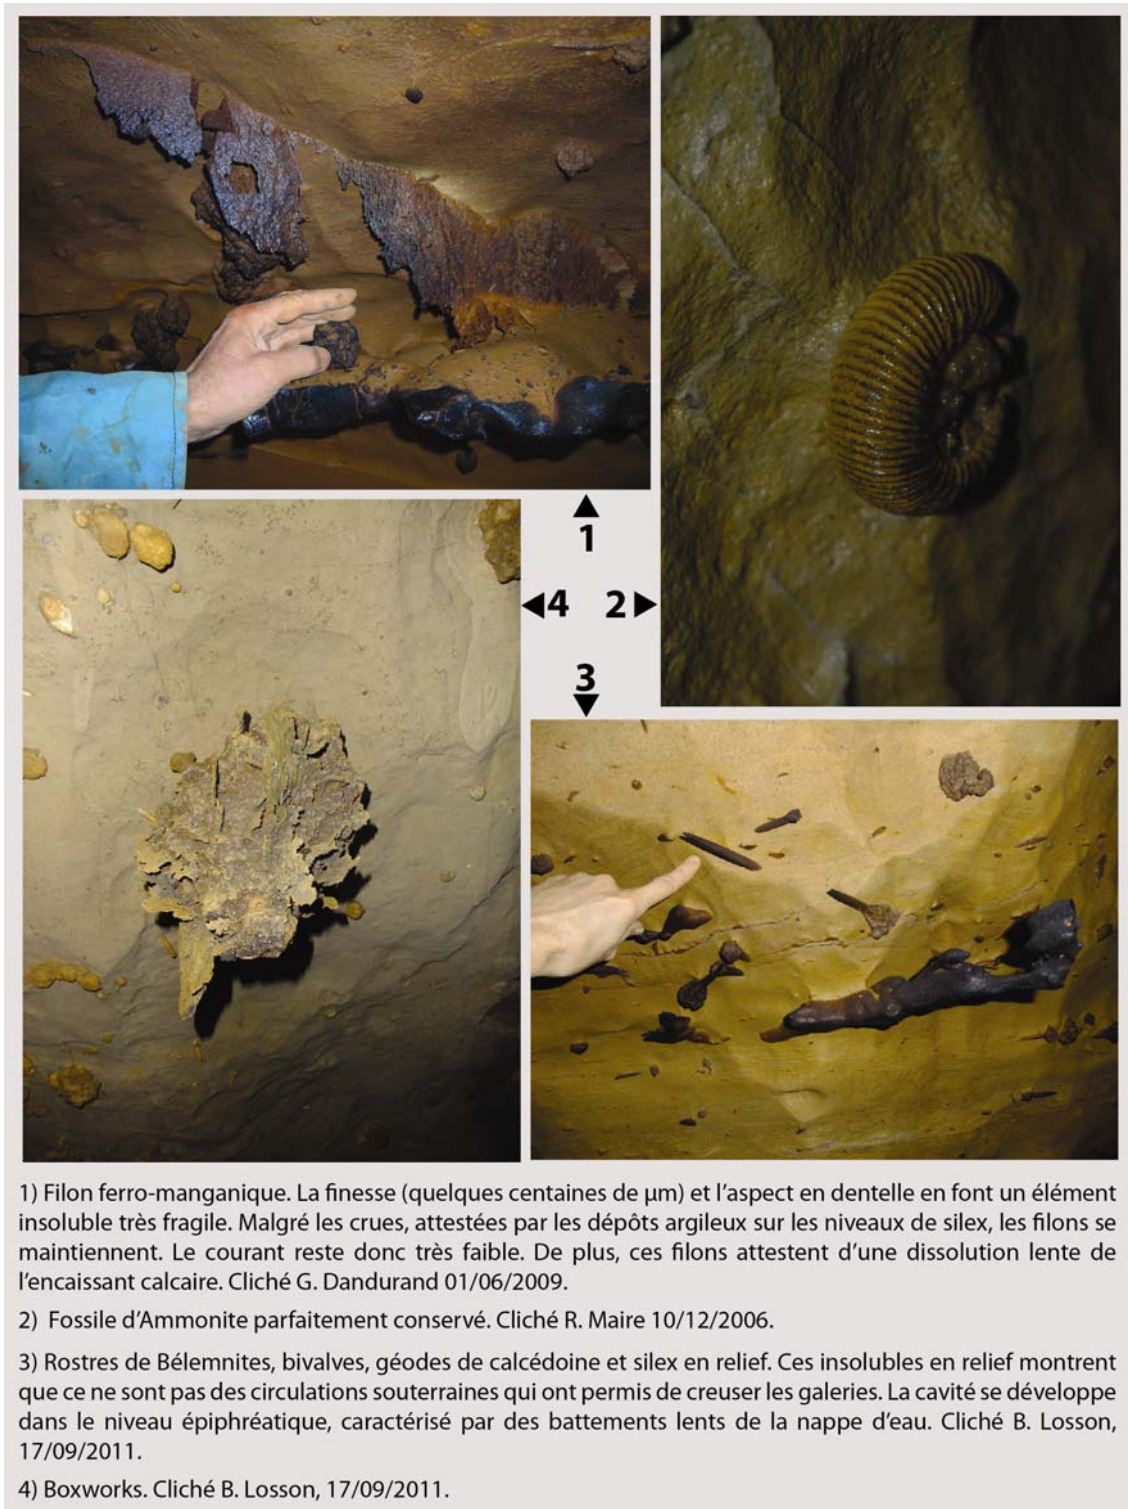 1
4
2
3
1) Filon ferro-manganique. La finesse (quelques centaines de µm) et l’aspect en dentelle en font un élément
insoluble très fragile. Malgré les crues, attestées par les dépôts argileux sur les niveaux de silex, les filons se
maintiennent. Le courant reste donc très faible. De plus, ces filons attestent d’une dissolution lente de
l’encaissant calcaire. Cliché G. Dandurand 01/06/2009.
2) Fossile d’Ammonite parfaitement conservé. Cliché R. Maire 10/12/2006.
3) Rostres de Bélemnites, bivalves, géodes de calcédoine et silex en relief. Ces insolubles en relief montrent
que ce ne sont pas des circulations souterraines qui ont permis de creuser les galeries. La cavité se développe
dans le niveau épiphréatique, caractérisé par des battements lents de la nappe d’eau. Cliché B. Losson,
17/09/2011.
4) Boxworks. Cliché B. Losson, 17/09/2011.